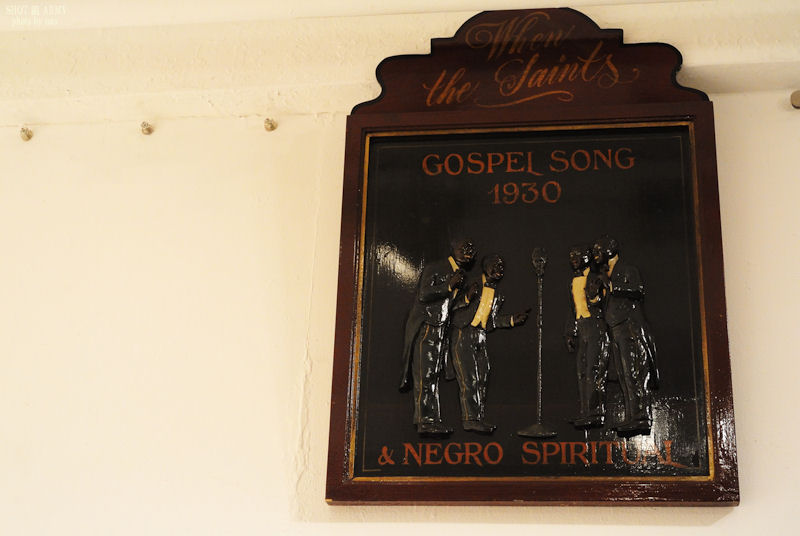 When
the Saints
GOSPEL SONG
1930
& NEGRO SPIRITUAL